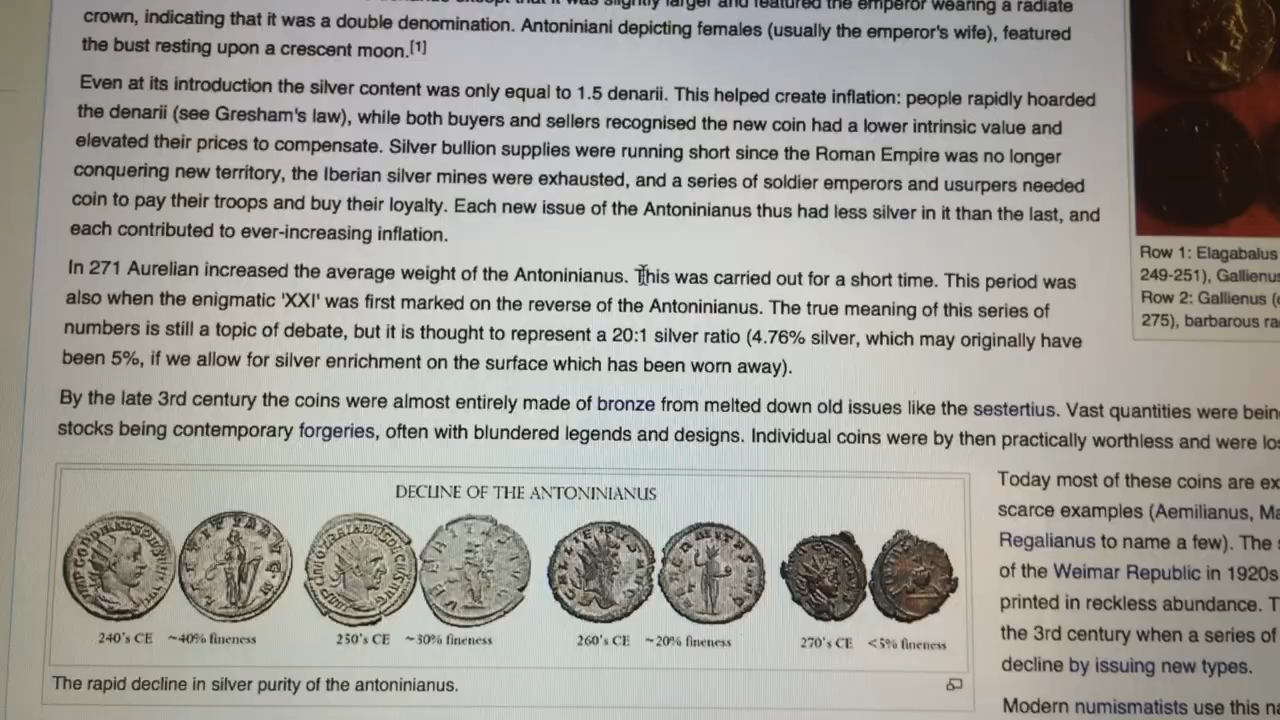 crown, indicating that it was a double denomination. Antoniniani depicting females (usually the emperor's wife), featured
the bust resting upon a crescent moon.[1]
Even at its introduction the silver content was only equal to 1.5 denarii. This helped create inflation: people rapidly hoarded
the denarii (see Gresham's law), while both buyers and sellers recognised the new coin had a lower intrinsic value and
elevated their prices to compensate. Silver bullion supplies were running short since the Roman Empire was no longer
conquering new territory, the Iberian silver mines were exhausted, and a series of soldier emperors and usurpers needed
coin to pay their troops and buy their loyalty. Each new issue of the Antoninianus thus had less silver in it than the last, and
each contributed to ever-increasing inflation.
In 271 Aurelian increased the average weight of the Antoninianus. This was carried out for a short time. This period was
also when the enigmatic 'XXI' was first marked on the reverse of the Antoninianus. The true meaning of this series of
numbers is still a topic of debate, but it is thought to represent a 20:1 silver ratio (4.76% silver, which may originally have
been 5%, if we allow for silver enrichment on the surface which has been worn away).
By the late 3rd century the coins were almost entirely made of bronze from melted down old issues like the sestertius. Vast quantities were
stocks being contemporary forgeries, often with blundered legends and designs. Individual coins were by then practically worthless and were
Row 1: Elagabalus
249-251),
Row 2: Gallienus
275), barbarous
DECLINE OF THE ANTONINIANUS
240's CE ~40% fineness
250's CE ~30% fineness
260's CE ~20% fineness
270's CE <5% fineness
The rapid decline in silver purity of the antoninianus.
Today most of these coins are
scarce examples (Aemilianus,
Regalianus to name a few). The
of the Weimar Republic in 1920s
printed in reckless abundance.
the 3rd century when a series of
decline by issuing new types.
Modern numismatists use this